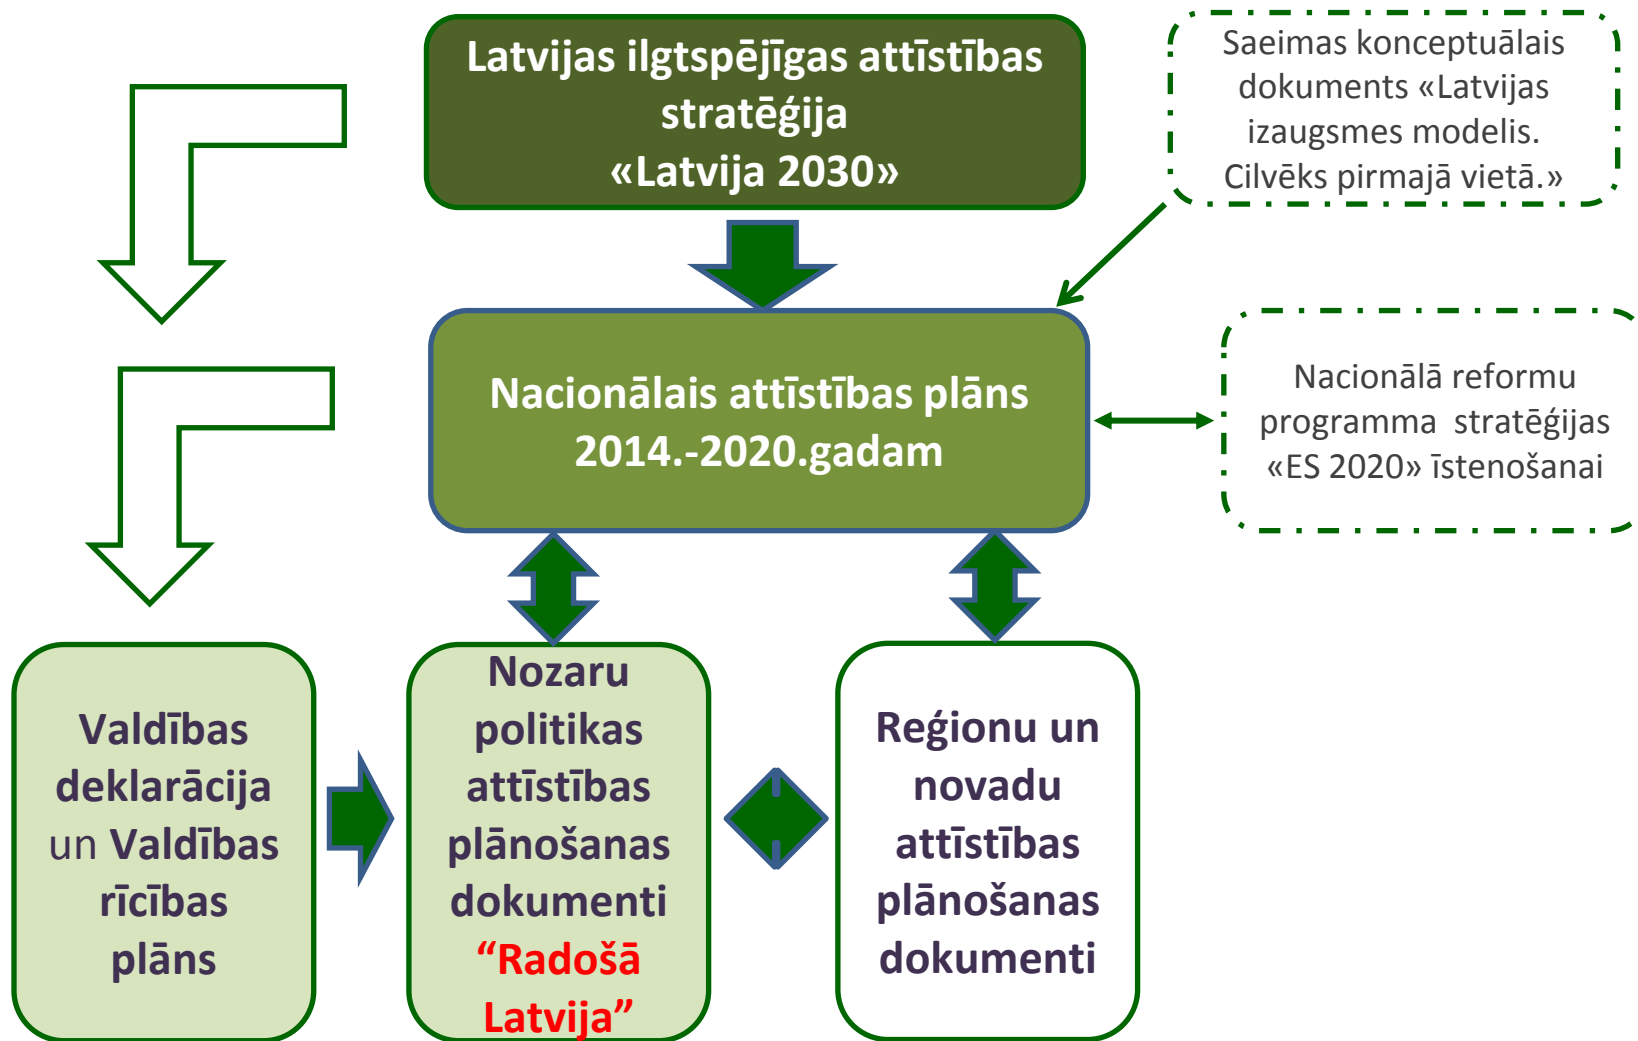 Latvijas ilgtspējīgas attīstības
stratēģija
«Latvija 2030»
Saeimas konceptuālais
dokuments «Latvijas
izaugsmes modelis.
Cilvēks pirmajā vietā.»
Nacionālais attīstības plāns
2014.-2020.gadam
Nacionālā reformu
programma stratēģijas
«ES 2020» īstenošanai
Valdības
deklarācija
un Valdības
rīcības
plāns
Nozaru
politikas
attīstības
plānošanas
dokumenti
“Radošā
Latvija”
Reģionu un
novadu
attīstības
plānošanas
dokumenti